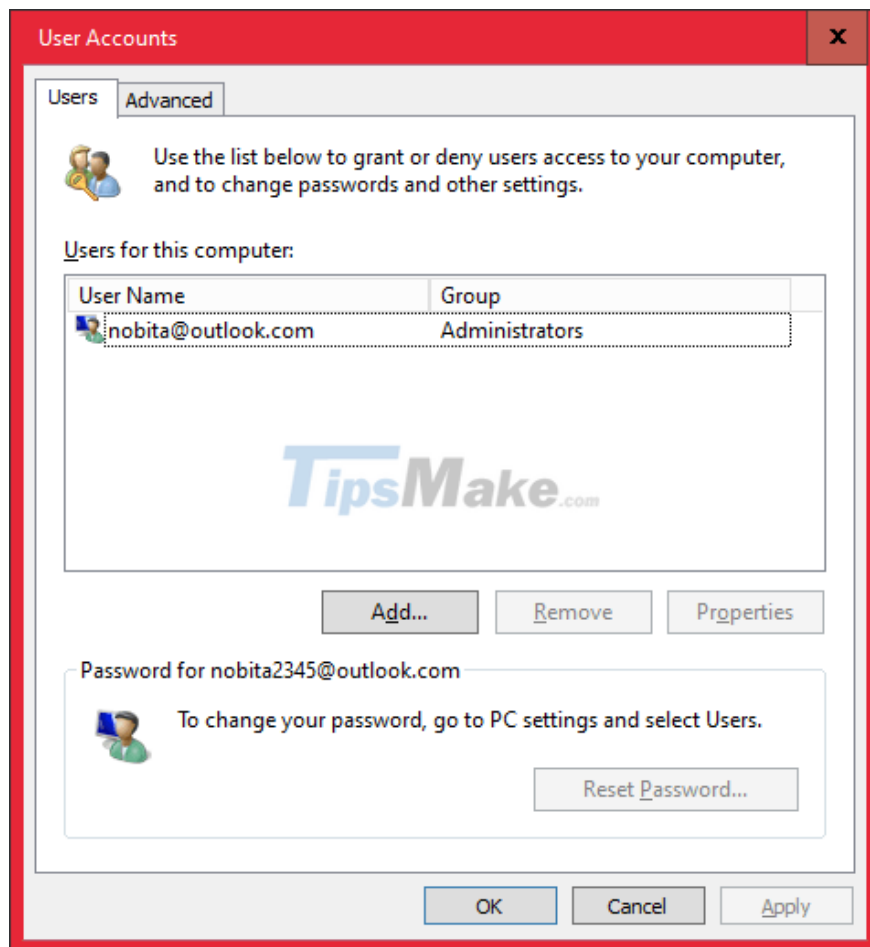 User Accounts
x
Users
Advanced
Use the list below to grant or deny users access to your computer,
and to change passwords and other settings.
Users for this computer:
User Name Group
nobita@outlook.com Administrators
TipsMake.com
Add... Remove Properties
Password for nobita2345@outlook.com
To change your password, go to PC settings and select Users.
Reset Password...
OK Cancel Apply